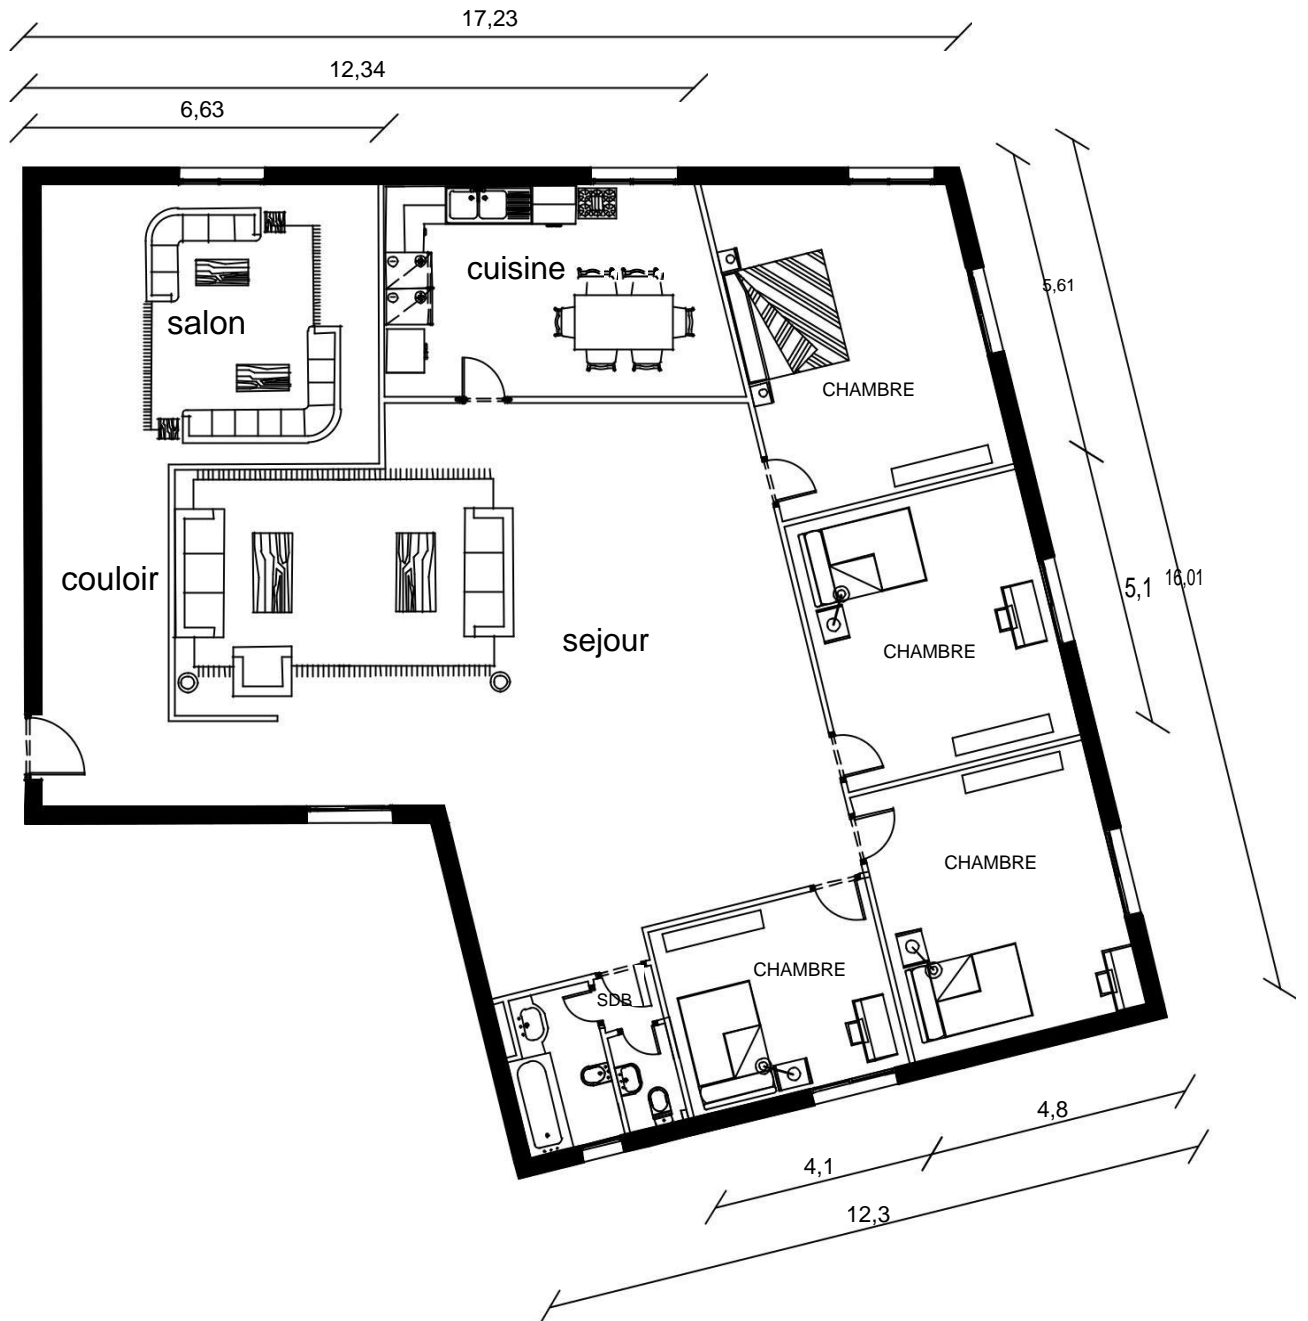 17,23
12,34
6,63
5,61
cuisine
salon
CHAMBRE
couloir
5,1
16,01
sejour
CHAMBRE
CHAMBRE
CHAMBRE
SDB
4,8
4,1
12,3